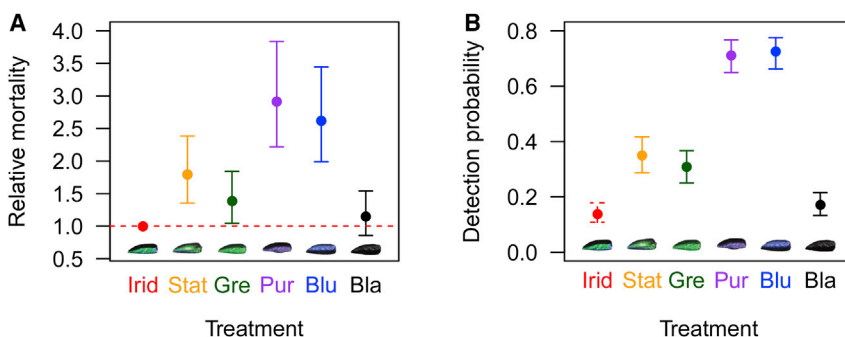 A
Relative mortality
4.0
3.5
3.0
2.5
2.0
1.5
1.0
0.5
Irid Stat Gre Pur Blu Bla
Treatment
B
Detection probability
0.8
0.6
0.4
0.2
0.0
Irid Stat Gre Pur Blu Bla
Treatment